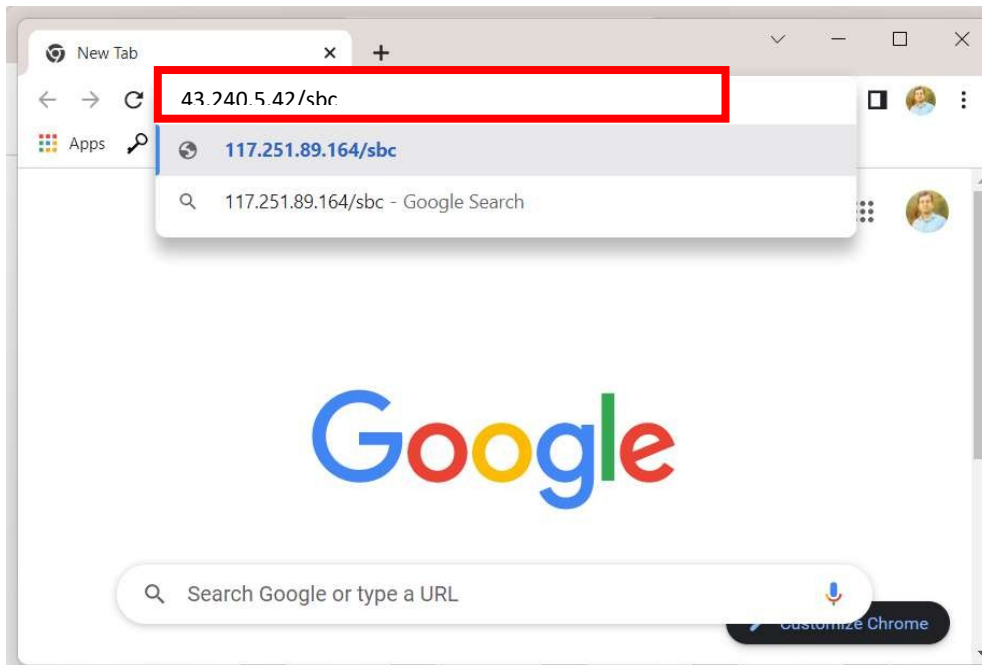 New Tab
43.240.5.42/sbc
Apps
117.251.89.164/sbc
117.251.89.164/sbc - Google Search
Google
Search Google or type a URL
Customize Chrome